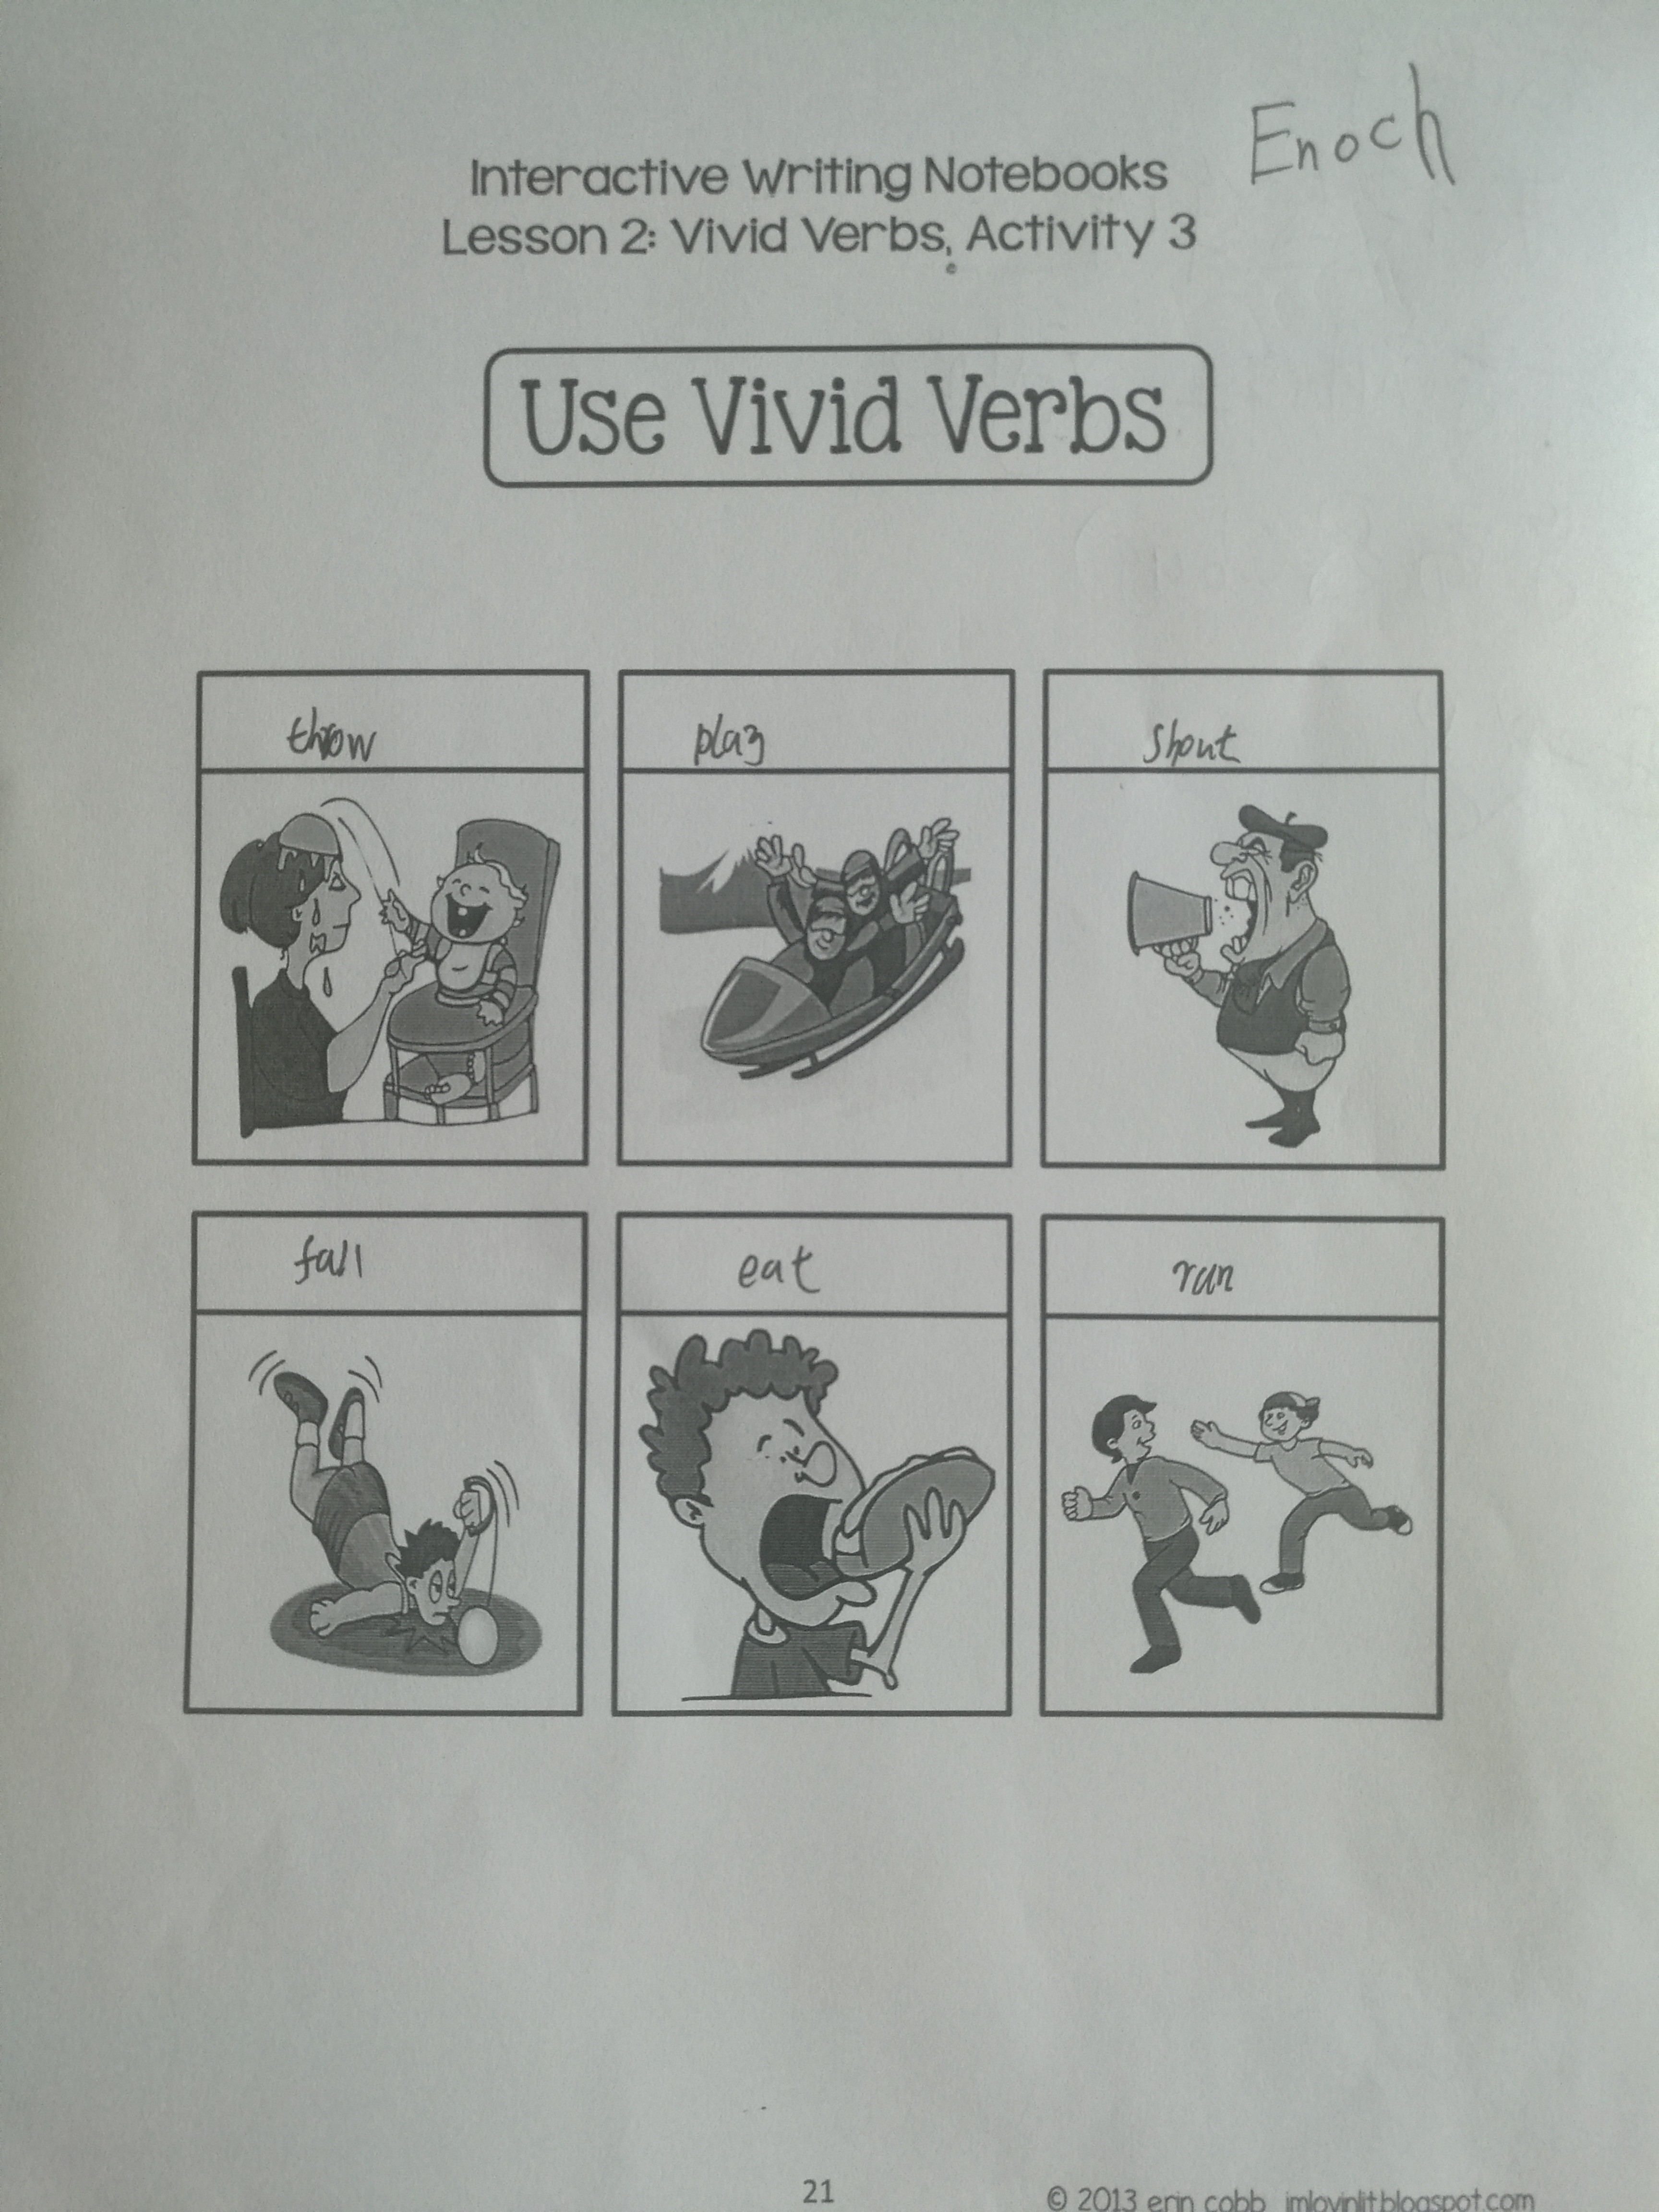 Enoch
Interactive Writing Notebooks
Lesson 2: Vivid Verbs, Activity 3
Use Vivid Verbs
throw
play
shout
fall
eat
run
21
© 2013 erin cobb imlovinlit.blogspot.com